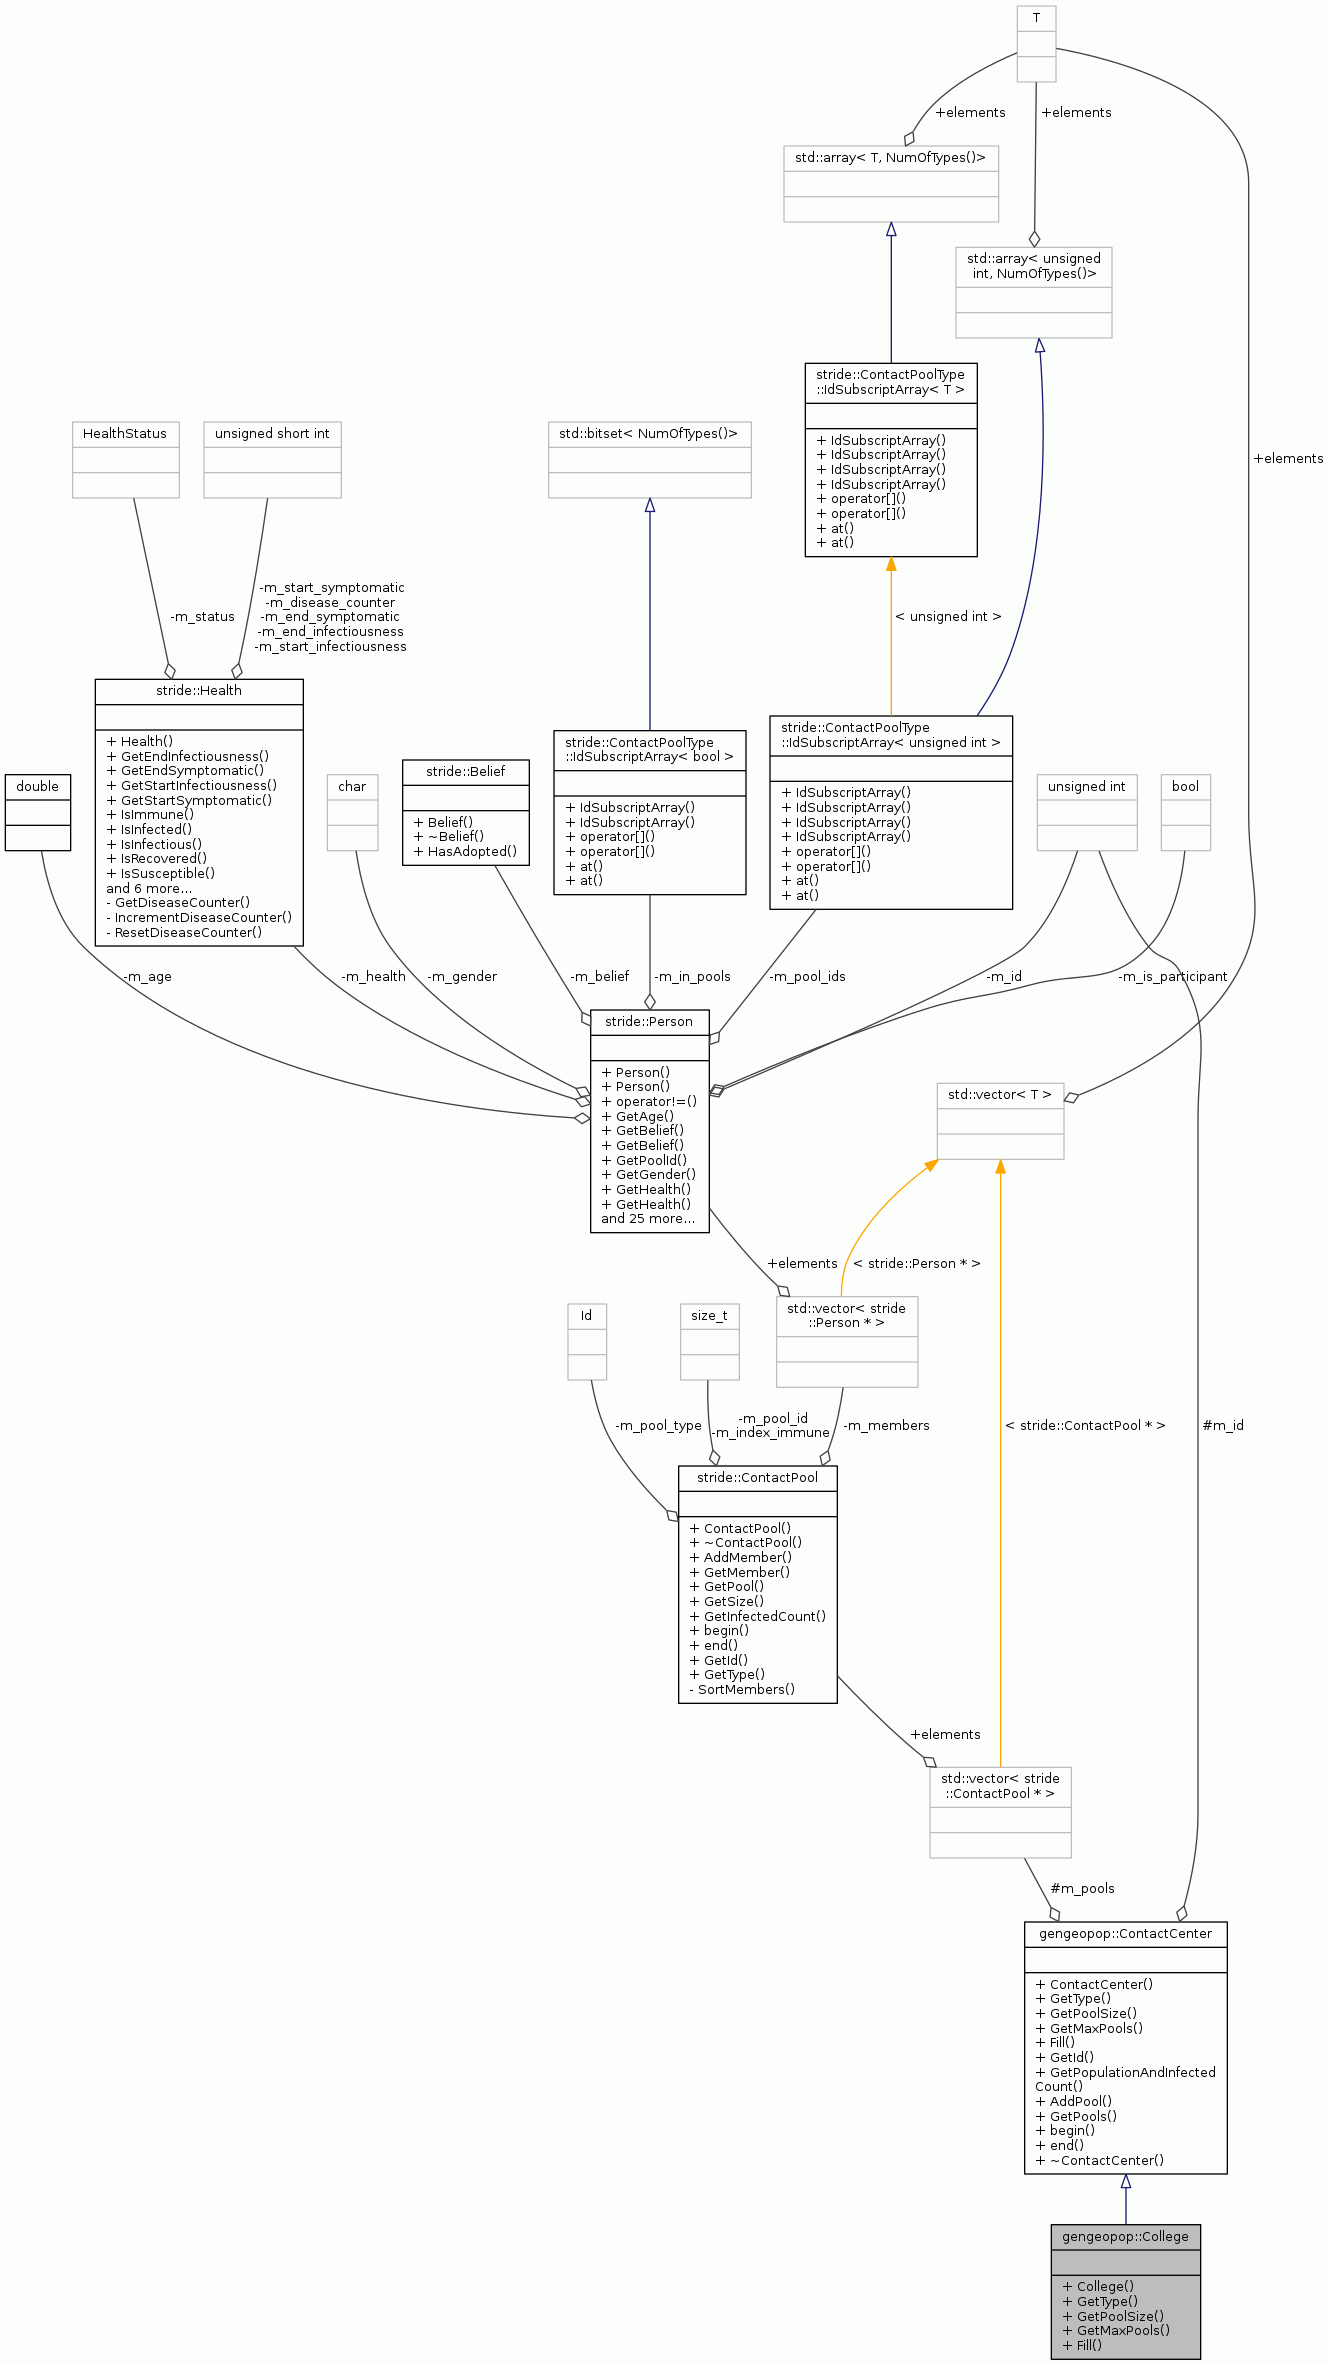 T
+elements
+elements
std::array< T, NumOfTypes()>
std::array< unsigned
int, NumOfTypes()>
stride::ContactPoolType
::IdSubscriptArray< T >
+ IdSubscriptArray()
+ IdSubscriptArray()
+ IdSubscriptArray()
+ IdSubscriptArray()
+ operator[]()
+ operator[]()
+ at()
+ at()
+elements
HealthStatus
unsigned short int
std::bitset< NumOfTypes()>
-m_status
-m_start_symptomatic
-m_disease_counter
-m_end_symptomatic
-m_end_infectiousness
-m_start_infectiousness
< unsigned int >
stride::Health
+ Health()
+ GetEndInfectiousness()
+ GetEndSymptomatic()
+ GetStartInfectiousness()
+ GetStartSymptomatic()
+ IsImmune()
+ IsInfected()
+ IsInfectious()
+ IsRecovered()
+ IsSusceptible()
and 6 more...
- GetDiseaseCounter()
- IncrementDiseaseCounter()
- ResetDiseaseCounter()
double
char
stride::Belief
+ Belief()
+ ~Belief()
+ HasAdopted()
stride::ContactPoolType
::IdSubscriptArray< bool >
+ IdSubscriptArray()
+ IdSubscriptArray()
+ operator[]()
+ operator[]()
+ at()
+ at()
stride::ContactPoolType
::IdSubscriptArray< unsigned int >
+ IdSubscriptArray()
+ IdSubscriptArray()
+ IdSubscriptArray()
+ IdSubscriptArray()
+ operator[]()
+ operator[]()
+ at()
+ at()
unsigned int
bool
-m_age
-m_health
-m_gender
-m_belief
-m_in_pools
-m_pool_ids
-m_id
-m_is_participant
stride::Person
+ Person()
+ Person()
+ operator!=()
+ GetAge()
+ GetBelief()
+ GetBelief()
+ GetPoolId()
+ GetGender()
+ GetHealth()
+ GetHealth()
and 25 more...
std::vector< T >
+elements
< stride::Person * >
Id
size_t
std::vector< stride
::Person * >
-m_pool_type
-m_pool_id
-m_index_immune
-m_members
< stride::ContactPool * >
#m_id
stride::ContactPool
+ ContactPool()
+ ~ContactPool()
+ AddMember()
+ GetMember()
+ GetPool()
+ GetSize()
+ GetInfectedCount()
+ begin()
+ end()
+ GetId()
+ GetType()
- SortMembers()
+elements
std::vector< stride
::ContactPool * >
#m_pools
gengeopop::ContactCenter
+ ContactCenter()
+ GetType()
+ GetPoolSize()
+ GetMaxPools()
+ Fill()
+ GetId()
+ GetPopulationAndInfected
Count()
+ AddPool()
+ GetPools()
+ begin()
+ end()
+ ~ContactCenter()
gengeopop::College
+ College()
+ GetType()
+ GetPoolSize()
+ GetMaxPools()
+ Fill()